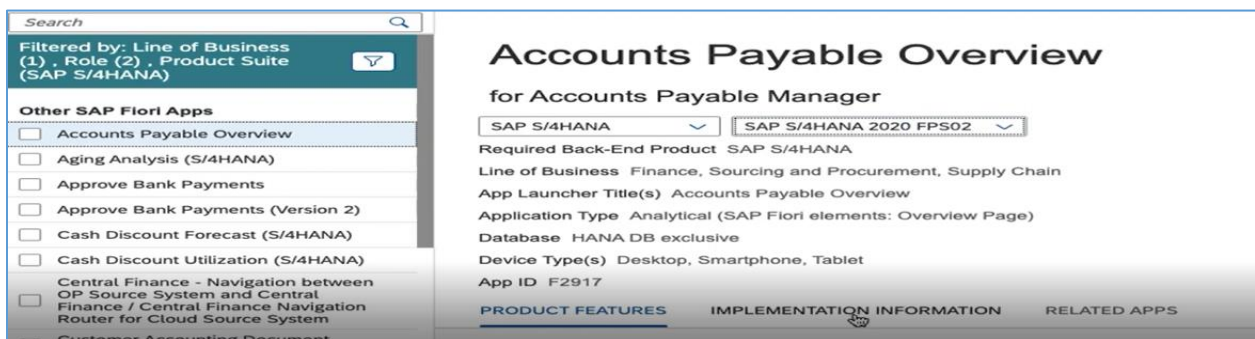 Search
Filtered by: Line of Business
(1) , Role (2) , Product Suite
(SAP S/4HANA)
Other SAP Fiori Apps
Accounts Payable Overview
Aging Analysis (S/4HANA)
Approve Bank Payments
Approve Bank Payments (Version 2)
Cash Discount Forecast (S/4HANA)
Cash Discount Utilization (S/4HANA)
Central Finance - Navigation between
OP Source System and Central
Finance / Central Finance Navigation
Router for Cloud Source System
Customer Accounting Document
Accounts Payable Overview
for Accounts Payable Manager
SAP S/4HANA
SAP S/4HANA 2020 FPS02
Required Back-End Product SAP S/4HANA
Line of Business Finance, Sourcing and Procurement, Supply Chain
App Launcher Title(s) Accounts Payable Overview
Application Type Analytical (SAP Fiori elements: Overview Page)
Database HANA DB exclusive
Device Type(s) Desktop, Smartphone, Tablet
App ID F2917
PRODUCT FEATURES IMPLEMENTATION INFORMATION RELATED APPS